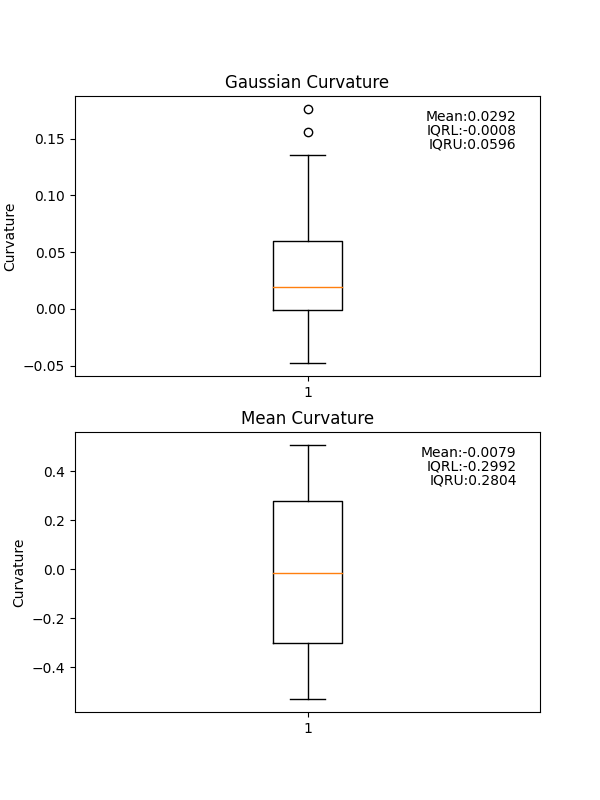 Gaussian Curvature
Mean:0.0292
IQRL:-0.0008
IQRU:0.0596
0.15
0.10
0.05
0.00
−0.05
Curvature
1
Mean Curvature
Mean:-0.0079
IQRL:-0.2992
IQRU:0.2804
0.4
0.2
0.0
−0.2
−0.4
Curvature
1